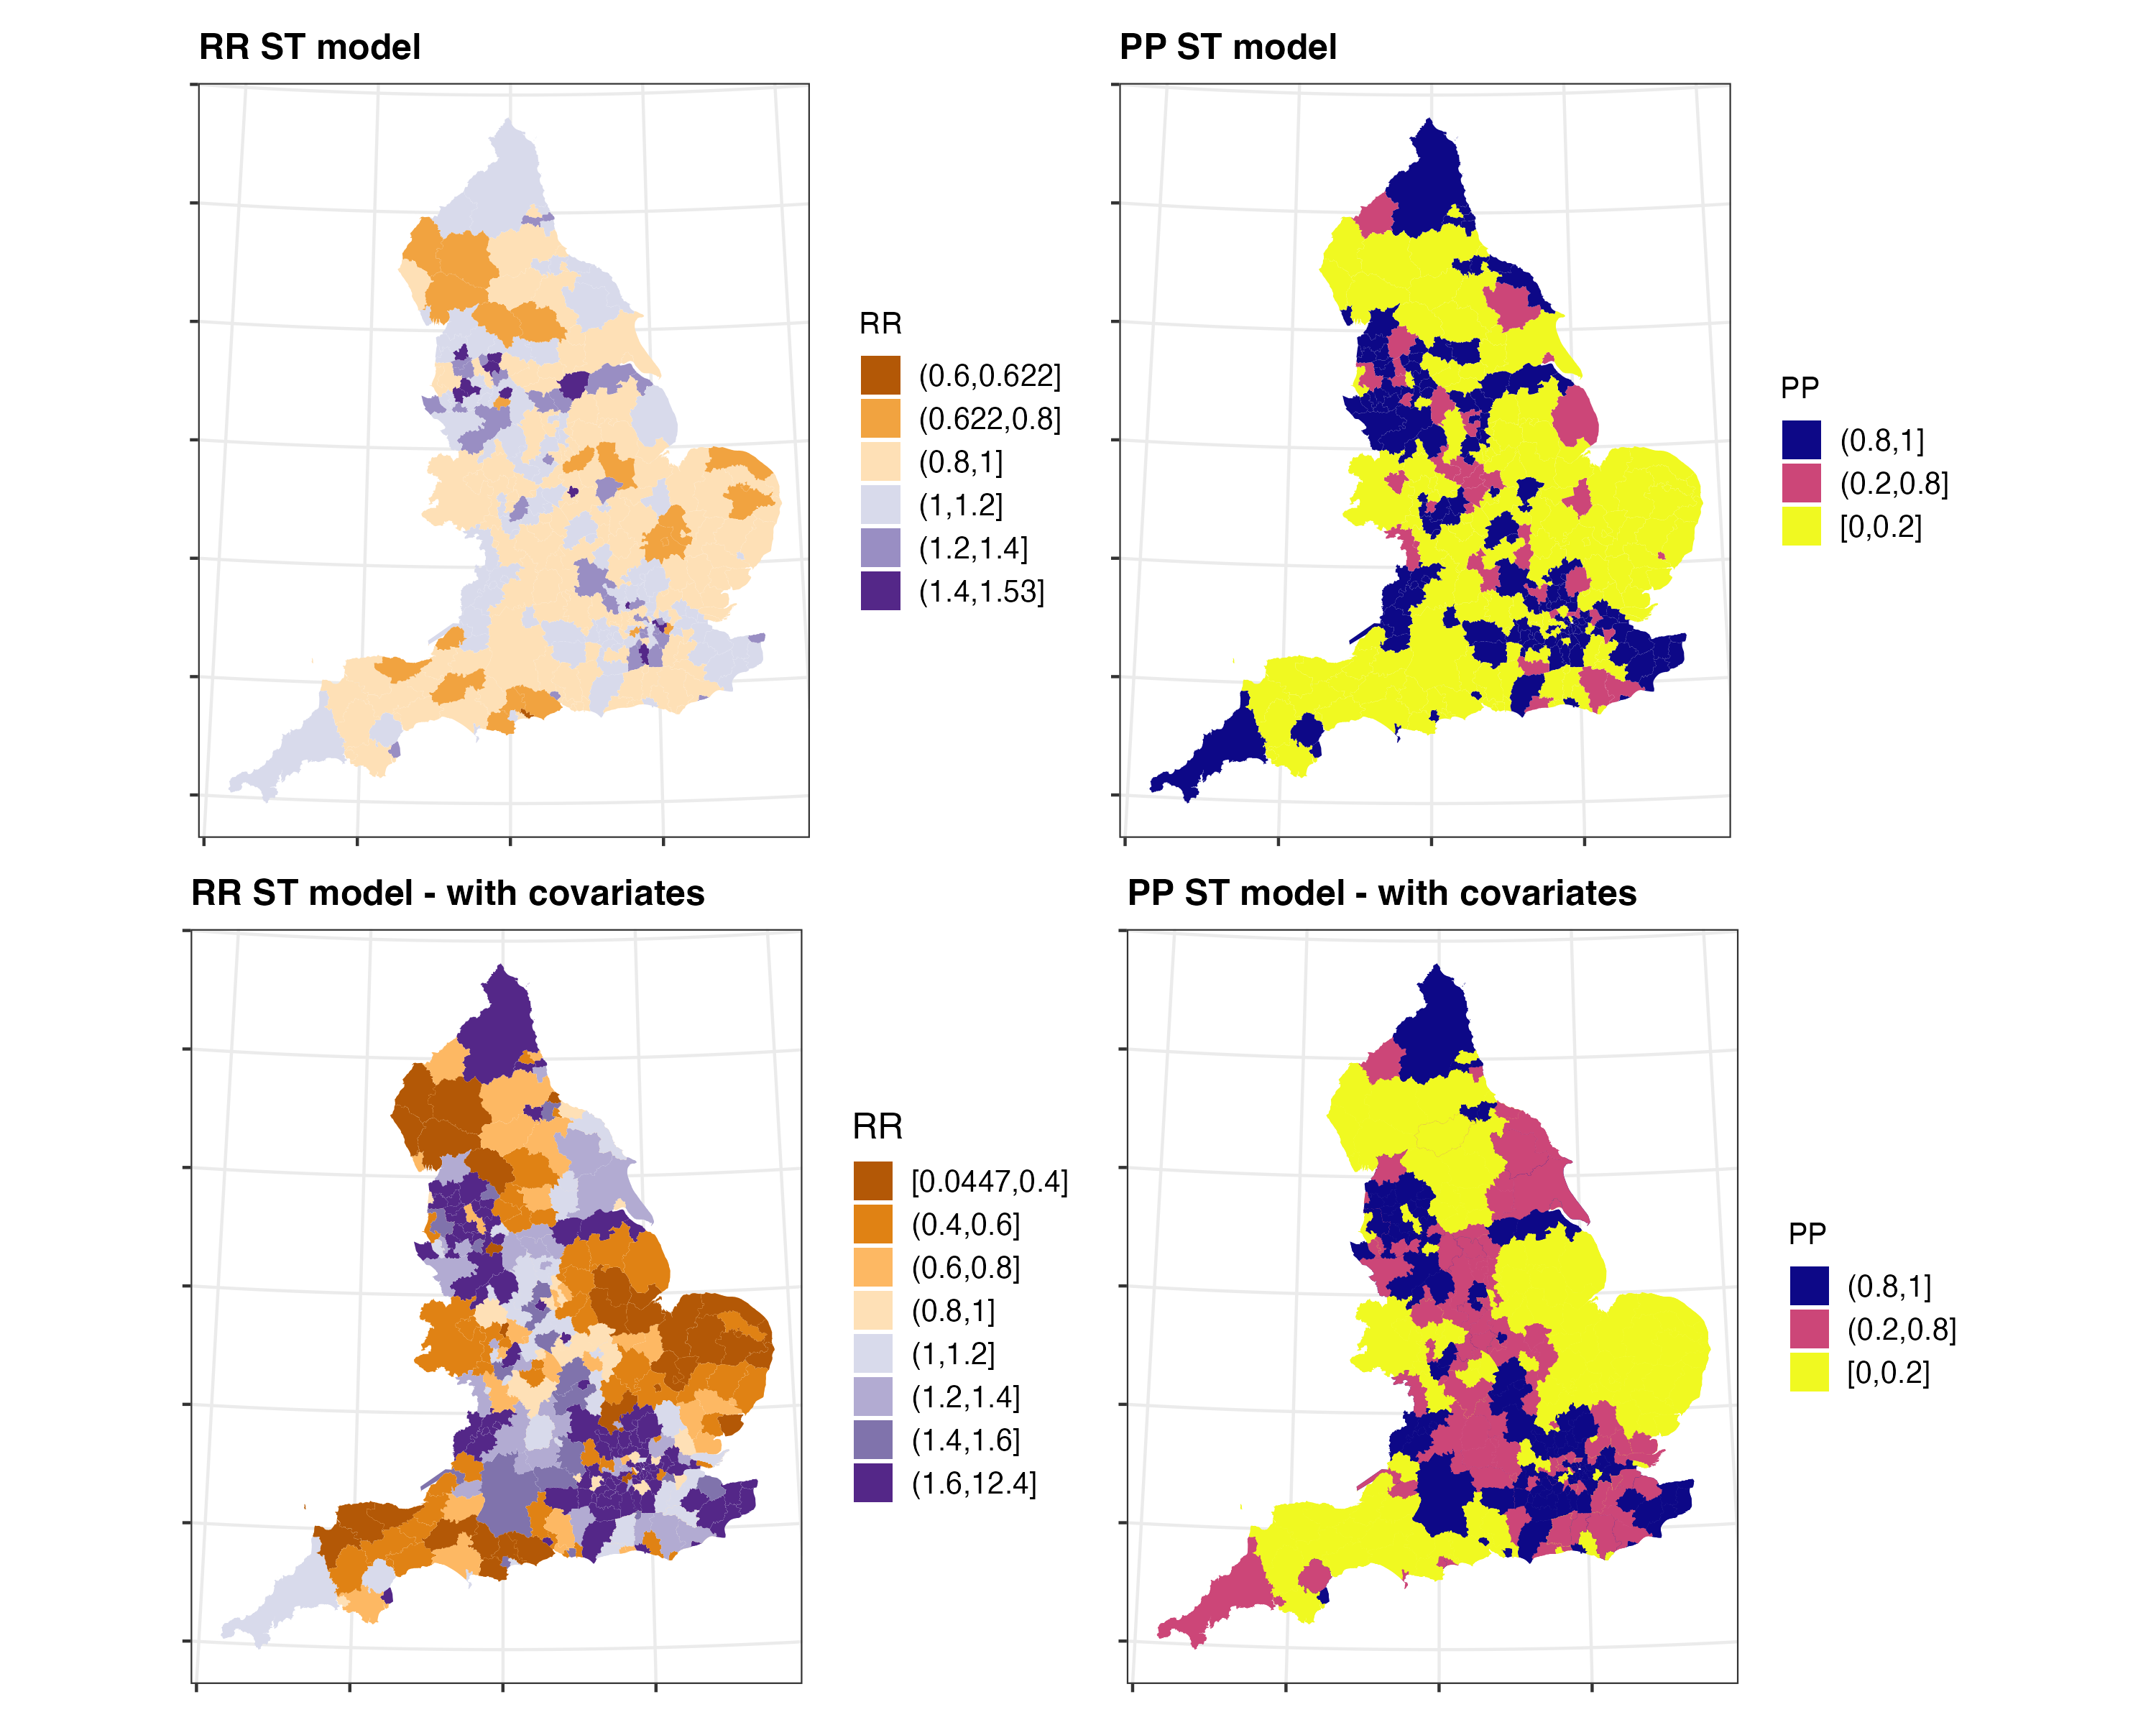 RR ST model
RR
(0.6,0.622]
(0.622,0.8]
(0.8,1]
(1,1.2]
(1.2,1.4]
(1.4,1.53]
PP ST model
PP
(0.8,1]
(0.2,0.8]
[0,0.2]
RR ST model - with covariates
RR
[0.0447,0.4]
(0.4,0.6]
(0.6,0.8]
(0.8,1]
(1,1.2]
(1.2,1.4]
(1.4,1.6]
(1.6,12.4]
PP ST model - with covariates
PP
(0.8,1]
(0.2,0.8]
[0,0.2]